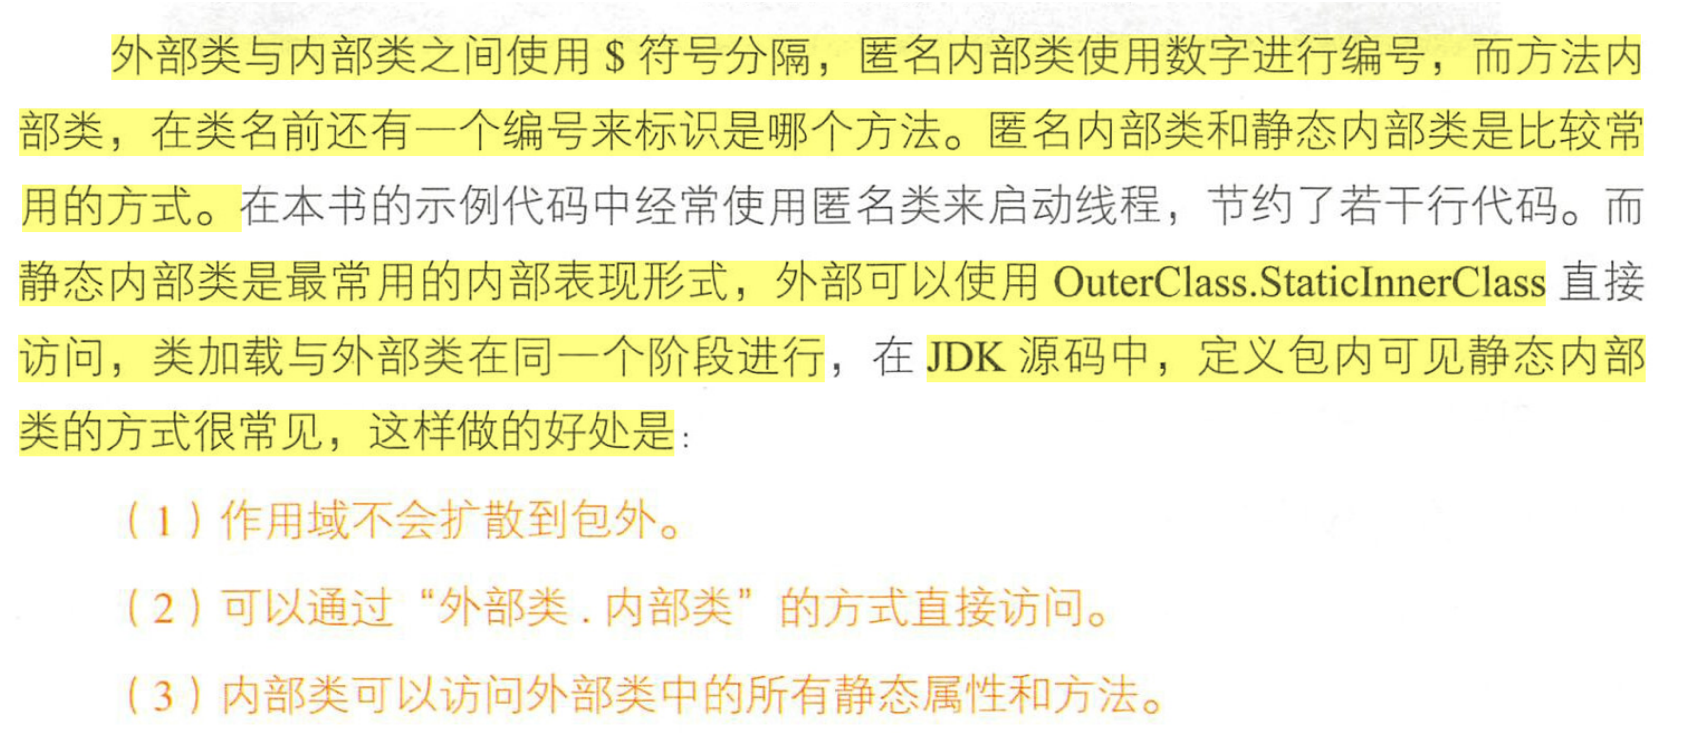 外部类与内部类之间使用 $ 符号分隔，匿名内部类使用数字进行编号，而方法内
部类，在类名前还有一个编号来标识是哪个方法。匿名内部类和静态内部类是比较常
用的方式。在本书的示例代码中经常使用匿名类来启动线程，节约了若干行代码。而
静态内部类是最常用的内部表现形式，外部可以使用 OuterClass.StaticInnerClass 直接
访问，类加载与外部类在同一个阶段进行，在 JDK 源码中，定义包内可见静态内部
类的方式很常见，这样做的好处是：
（1）作用域不会扩散到包外。
（2）可以通过“外部类 . 内部类”的方式直接访问。
（3）内部类可以访问外部类中的所有静态属性和方法。